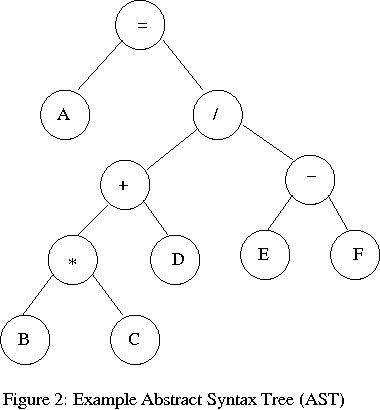 =
A /
+ −
* D E F
B C
Figure 2: Example Abstract Syntax Tree (AST)